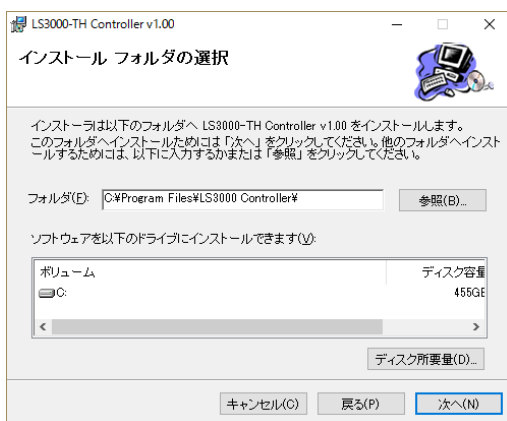 LS3000-TH Controller v1.00
インストール フォルダの選択
インストーラは以下のフォルダへ LS3000-TH Controller v1.00 をインストールします。
このフォルダへインストールするためには「次へ」をクリックしてください。他のフォルダへインスト
ールするためには、以下に入力するかまたは「参照」をクリックしてください。
フォルダ(F): C:¥Program Files¥LS3000 Controller¥ 参照(B)...
ソフトウェアを以下のドライブにインストールできます(V):
ボリューム ディスク容量
C: 455GB
ディスク所要量(D)...
キャンセル(C) 戻る(P) 次へ(N)